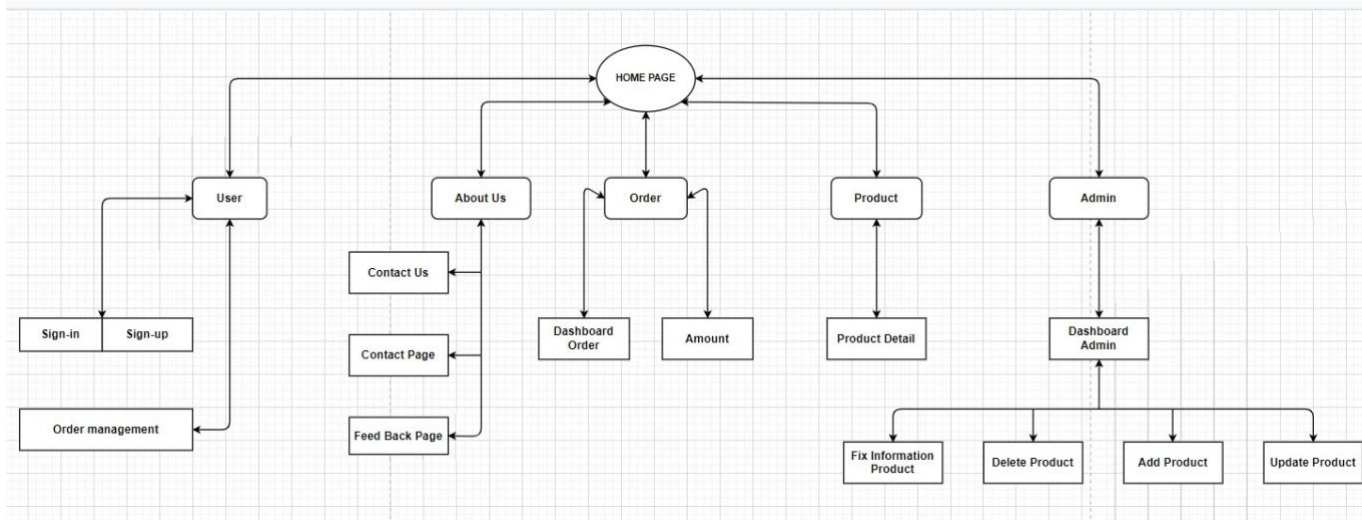 HOME PAGE
User
About Us
Order
Product
Admin
Contact Us
Sign-in
Sign-up
Dashboard
Order
Amount
Product Detail
Dashboard
Admin
Contact Page
Order management
Feed Back Page
Fix Information
Product
Delete Product
Add Product
Update Product